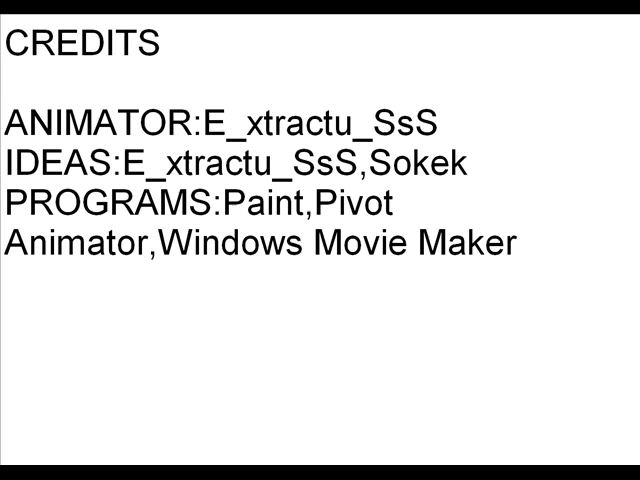 CREDITS
ANIMATOR:E_xtractu_SsS
IDEAS:E_xtractu_SsS,Sokek
PROGRAMS:Paint,Pivot
Animator,Windows Movie Maker